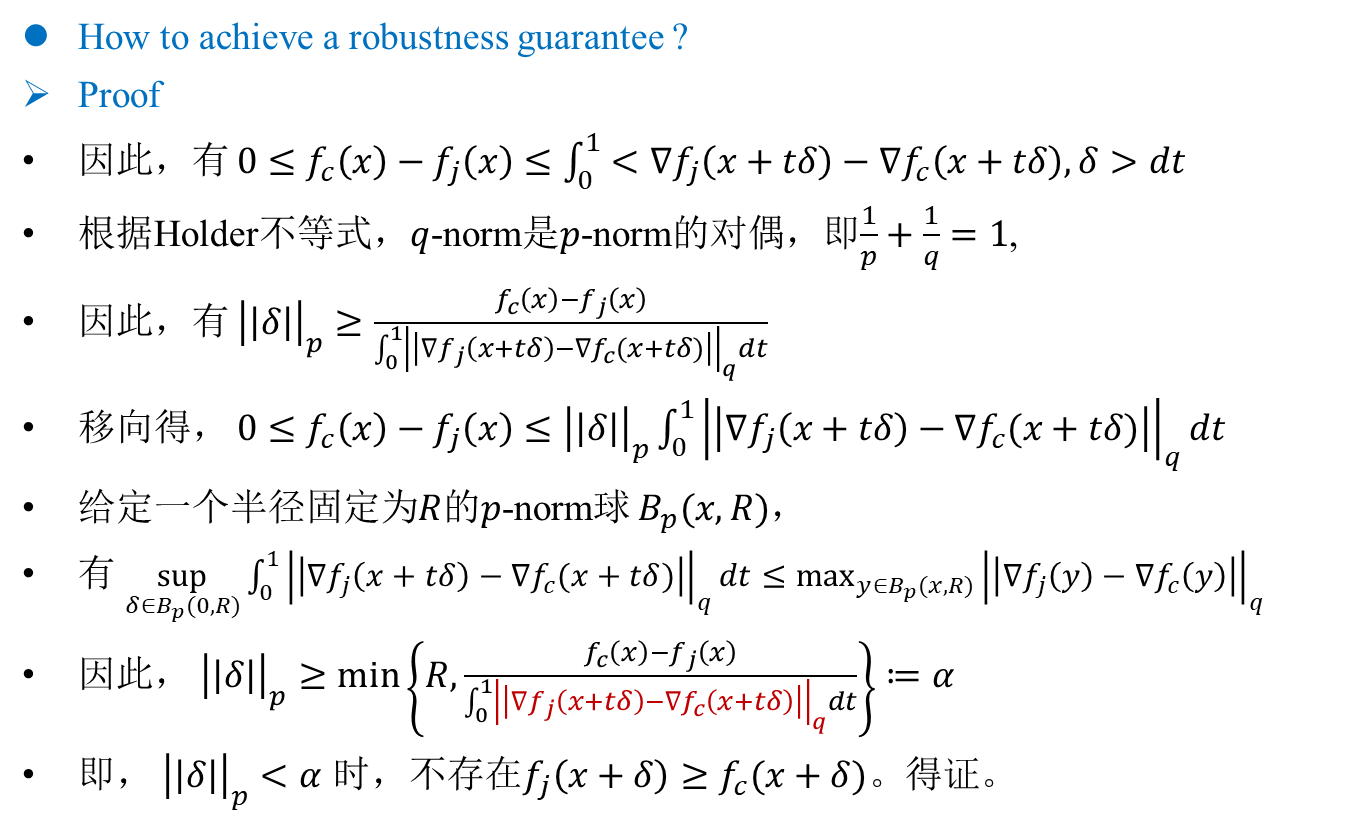 ● How to achieve a robustness guarantee ?
➢ Proof
• 因此，有 0 ≤ f_c(x) − f_j(x) ≤ ∫_0^1 < ∇f_j(x + tδ) − ∇f_c(x + tδ), δ > dt
• 根据Holder不等式，q-norm是p-norm的对偶，即 1/p + 1/q = 1,
• 因此，有 ||δ||_p ≥ (f_c(x)−f_j(x)) / (∫_0^1 ||∇f_j(x+tδ)−∇f_c(x+tδ)||_q dt)
• 移向得， 0 ≤ f_c(x) − f_j(x) ≤ ||δ||_p ∫_0^1 ||∇f_j(x + tδ) − ∇f_c(x + tδ)||_q dt
• 给定一个半径固定为R的p-norm球 B_p(x, R)，
• 有 sup_{δ∈B_p(0,R)} ∫_0^1 ||∇f_j(x + tδ) − ∇f_c(x + tδ)||_q dt ≤ max_{y∈B_p(x,R)} ||∇f_j(y) − ∇f_c(y)||_q
• 因此， ||δ||_p ≥ min { R, (f_c(x)−f_j(x)) / (∫_0^1 ||∇f_j(x+tδ)−∇f_c(x+tδ)||_q dt) } ≔ α
• 即， ||δ||_p < α 时，不存在f_j(x + δ) ≥ f_c(x + δ)。得证。